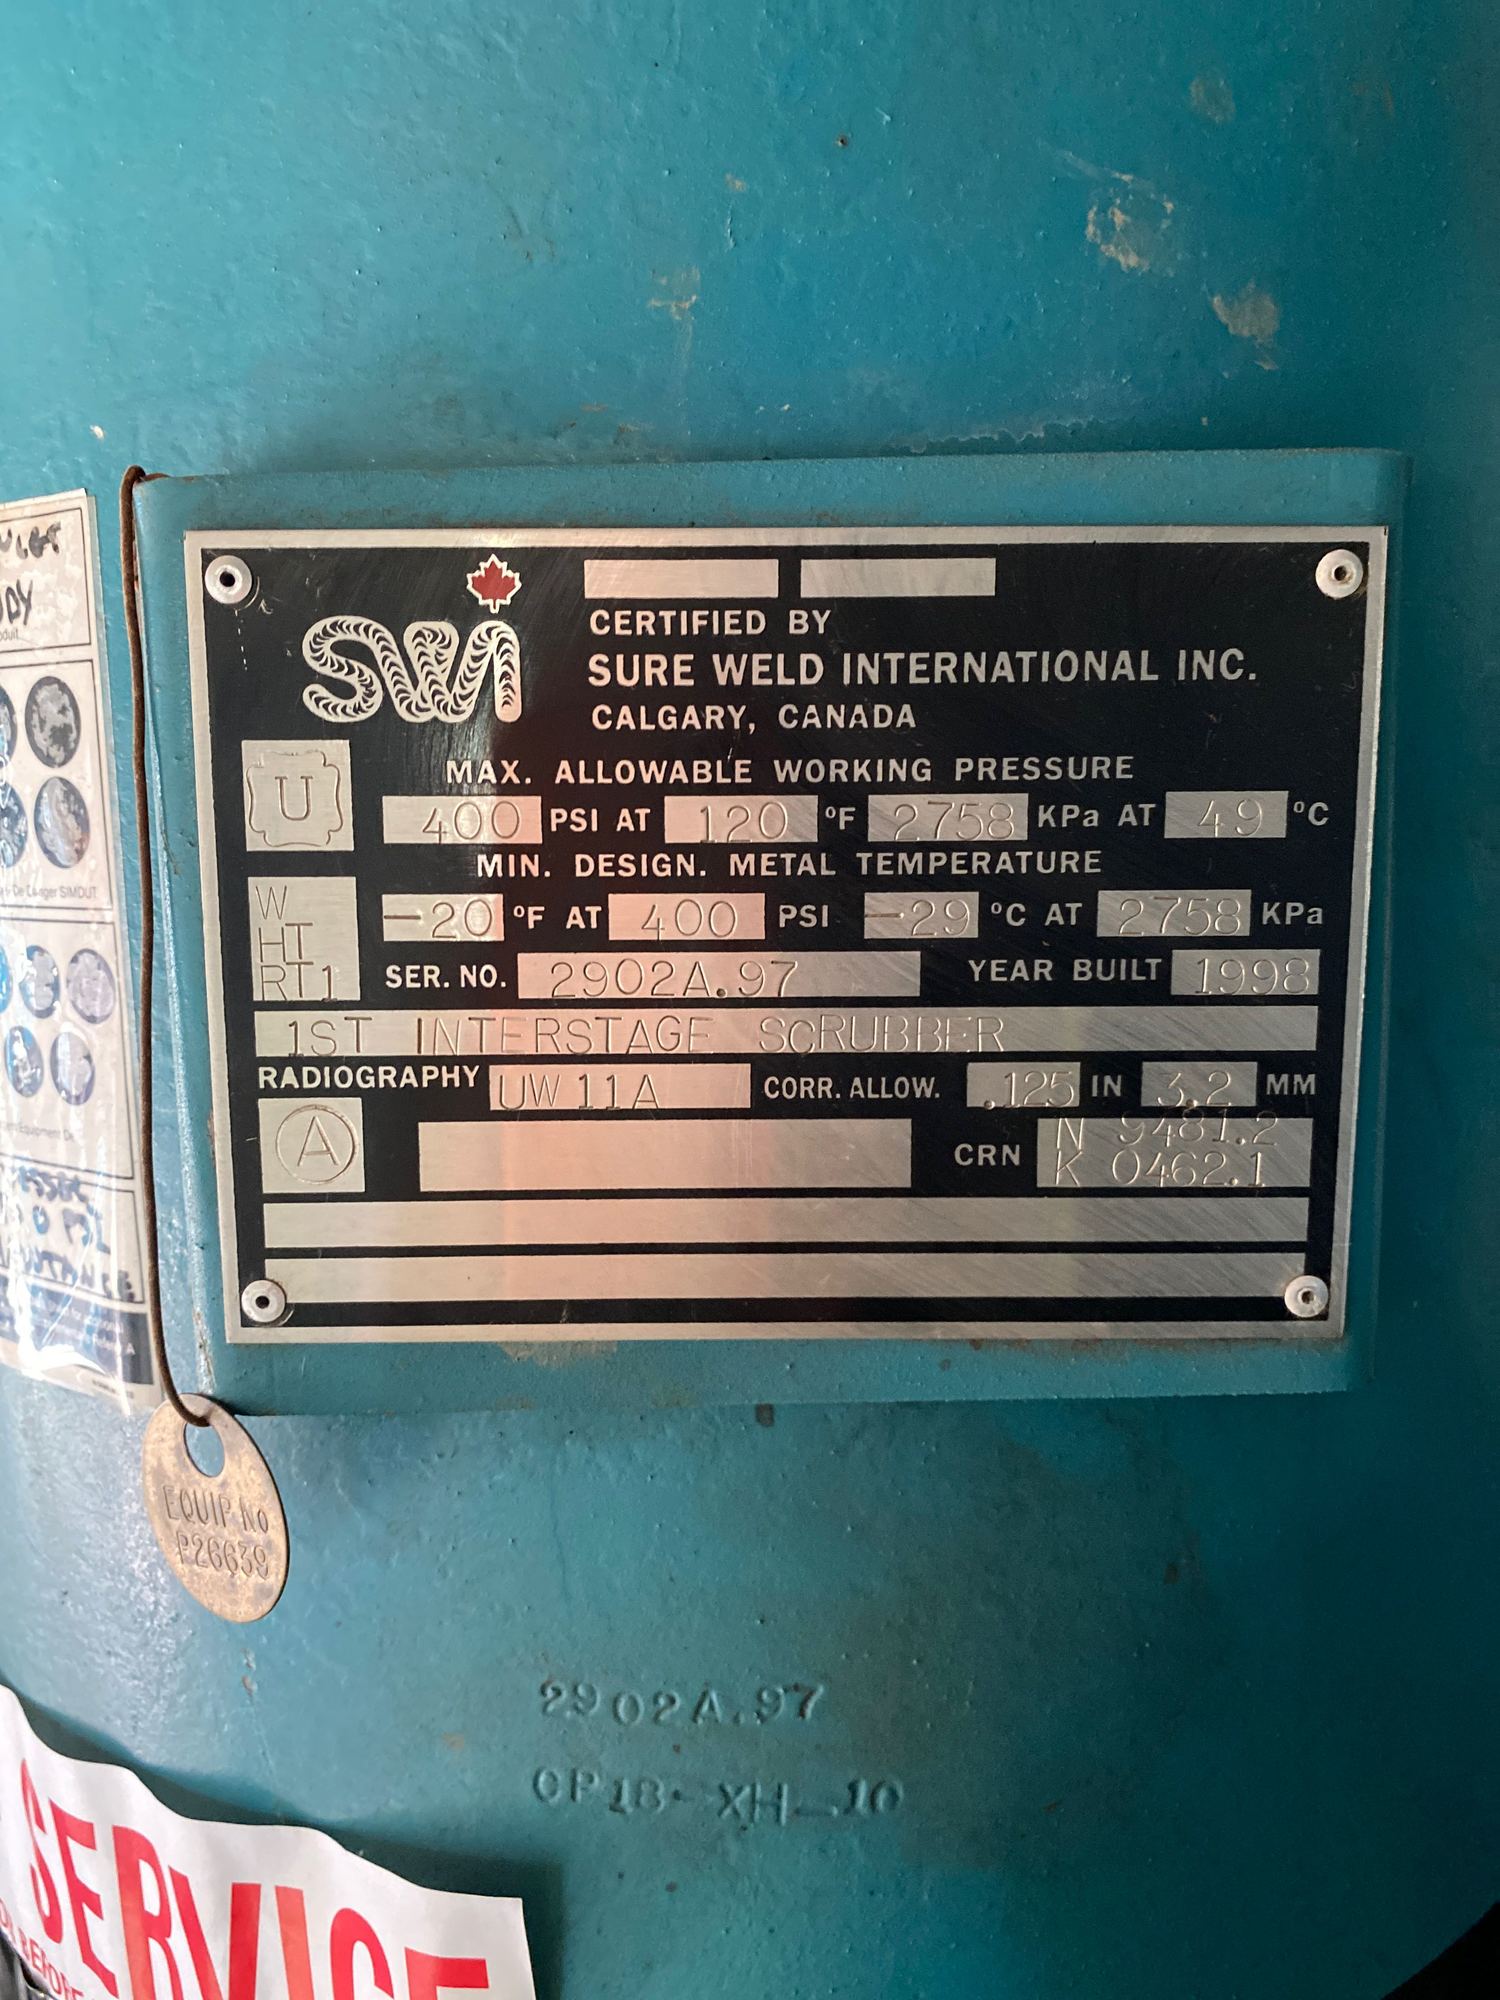 SWI
CERTIFIED BY
SURE WELD INTERNATIONAL INC.
CALGARY, CANADA
U
MAX. ALLOWABLE WORKING PRESSURE
400 PSI AT 120 °F 2758 KPa AT 49 °C
MIN. DESIGN. METAL TEMPERATURE
-20 °F AT 400 PSI -29 °C AT 2758 KPa
W
HT
RT1
SER. NO. 2902A.97 YEAR BUILT 1998
1ST INTERSTAGE SCRUBBER
RADIOGRAPHY UW 11A CORR. ALLOW. .125 IN 3.2 MM
A
CRN N 9481.2
K 0462.1
EQUIP NO
P26639
2902A.97
CP18-XH-10
SERVICE
BEFORE